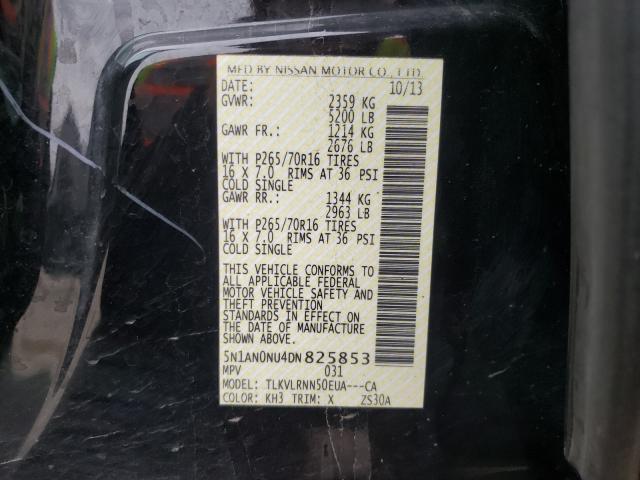 MFD BY NISSAN MOTOR CO., LTD.
DATE: 10/13
GVWR: 2359 KG
5200 LB
GAWR FR.: 1214 KG
2676 LB
WITH P265/70R16 TIRES
16 X 7.0 RIMS AT 36 PSI
COLD SINGLE
GAWR RR.: 1344 KG
2963 LB
WITH P265/70R16 TIRES
16 X 7.0 RIMS AT 36 PSI
COLD SINGLE
THIS VEHICLE CONFORMS TO
ALL APPLICABLE FEDERAL
MOTOR VEHICLE SAFETY AND
THEFT PREVENTION
STANDARDS IN EFFECT ON
THE DATE OF MANUFACTURE
SHOWN ABOVE.
5N1AN0NU4DN825853
MPV 031
MODEL: TLKVLRNN50EUA---CA
COLOR: KH3 TRIM: X ZS30A